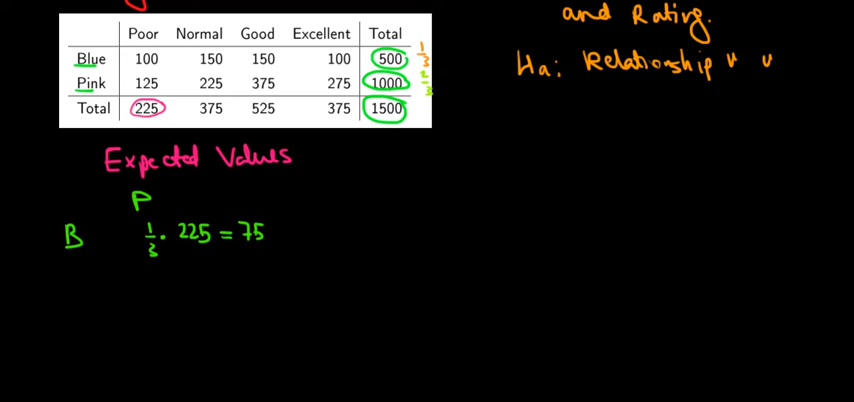 and Rating.
Ha: Relationship " "
Poor Normal Good Excellent Total
Blue 100 150 150 100 500 1/3
Pink 125 225 375 275 1000 2/3
Total 225 375 525 375 1500
Expected Values
P
B 1/3 · 225 = 75